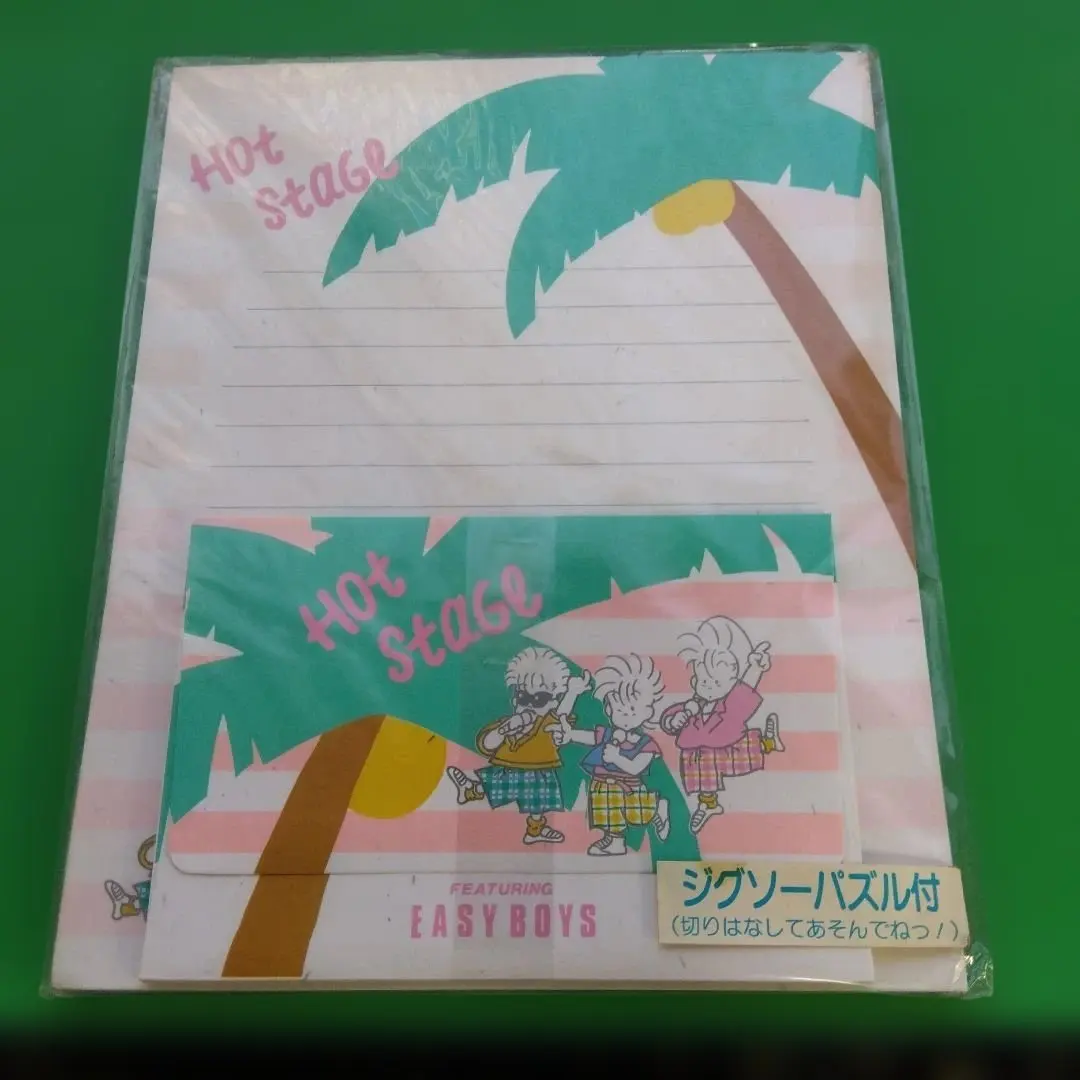 Hot
Stage
Hot
Stage
FEATURING
EASY BOYS
ジグソーパズル付
(切りはなしてあそんでねっ!)